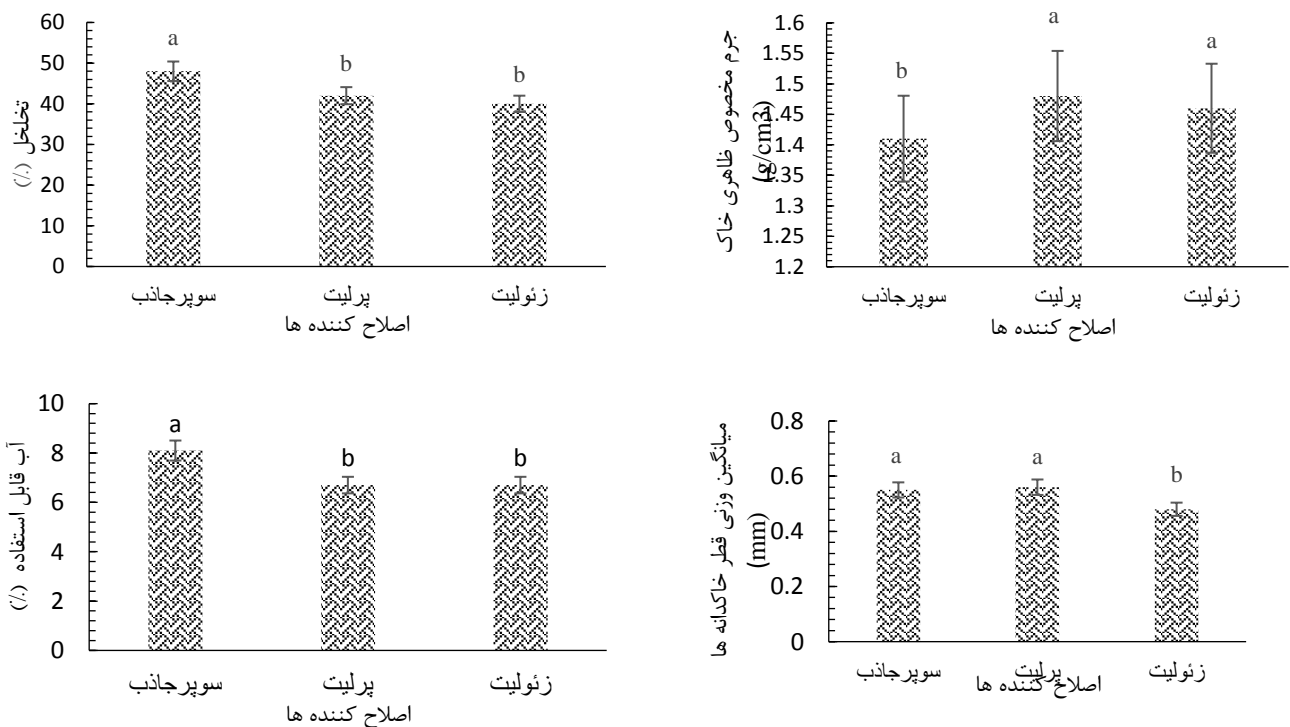 تخلخل (٪)
60
50
40
30
20
10
0
a b b
سوپرجاذب پرلیت زئولیت
اصلاح کننده ها
جرم مخصوص ظاهری خاک
(g/cm3)
1.6
1.55
1.5
1.45
1.4
1.35
1.3
1.25
1.2
b a a
سوپرجاذب پرلیت زئولیت
اصلاح کننده ها
آب قابل استفاده (٪)
10
8
6
4
2
0
a b b
سوپرجاذب پرلیت زئولیت
اصلاح کننده ها
میانگین وزنی قطر خاکدانه ها
(mm)
0.8
0.6
0.4
0.2
0
a a b
سوپرجاذب پرلیت زئولیت
اصلاح کننده ها